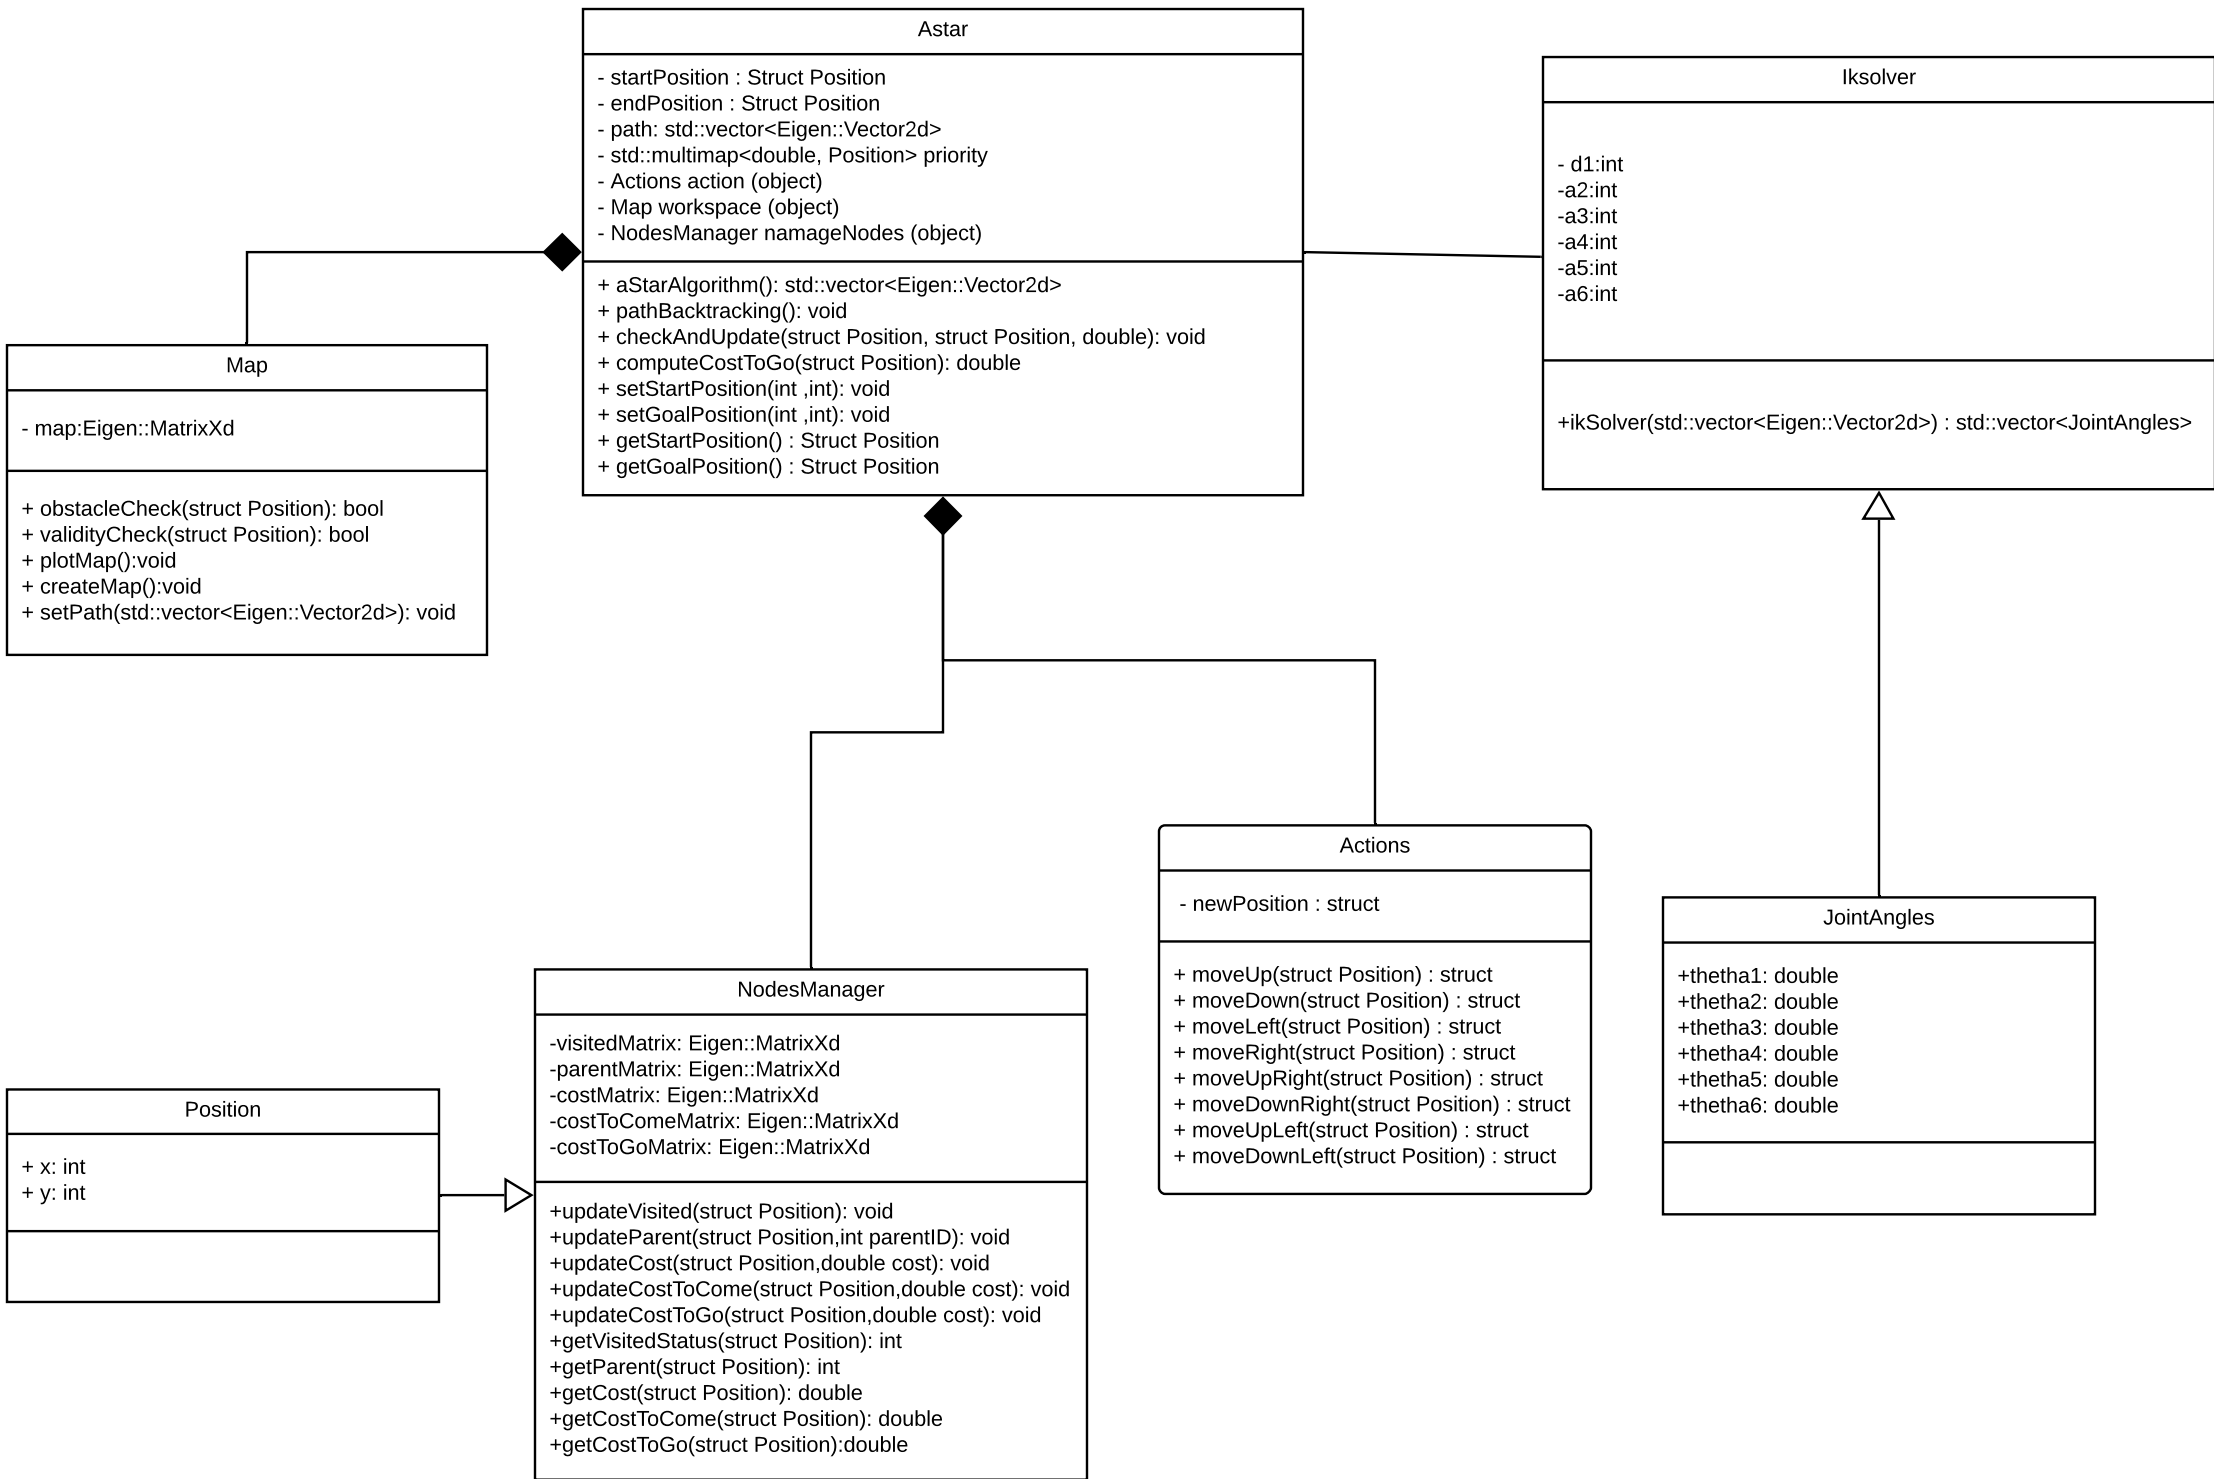 Astar
- startPosition : Struct Position
- endPosition : Struct Position
- path: std::vector<Eigen::Vector2d>
- std::multimap<double, Position> priority
- Actions action (object)
- Map workspace (object)
- NodesManager namageNodes (object)
+ aStarAlgorithm(): std::vector<Eigen::Vector2d>
+ pathBacktracking(): void
+ checkAndUpdate(struct Position, struct Position, double): void
+ computeCostToGo(struct Position): double
+ setStartPosition(int ,int): void
+ setGoalPosition(int ,int): void
+ getStartPosition() : Struct Position
+ getGoalPosition() : Struct Position
Iksolver
- d1:int
-a2:int
-a3:int
-a4:int
-a5:int
-a6:int
+ikSolver(std::vector<Eigen::Vector2d>) : std::vector<JointAngles>
Map
- map:Eigen::MatrixXd
+ obstacleCheck(struct Position): bool
+ validityCheck(struct Position): bool
+ plotMap():void
+ createMap():void
+ setPath(std::vector<Eigen::Vector2d>): void
Actions
- newPosition : struct
+ moveUp(struct Position) : struct
+ moveDown(struct Position) : struct
+ moveLeft(struct Position) : struct
+ moveRight(struct Position) : struct
+ moveUpRight(struct Position) : struct
+ moveDownRight(struct Position) : struct
+ moveUpLeft(struct Position) : struct
+ moveDownLeft(struct Position) : struct
JointAngles
+thetha1: double
+thetha2: double
+thetha3: double
+thetha4: double
+thetha5: double
+thetha6: double
NodesManager
-visitedMatrix: Eigen::MatrixXd
-parentMatrix: Eigen::MatrixXd
-costMatrix: Eigen::MatrixXd
-costToComeMatrix: Eigen::MatrixXd
-costToGoMatrix: Eigen::MatrixXd
+updateVisited(struct Position): void
+updateParent(struct Position,int parentID): void
+updateCost(struct Position,double cost): void
+updateCostToCome(struct Position,double cost): void
+updateCostToGo(struct Position,double cost): void
+getVisitedStatus(struct Position): int
+getParent(struct Position): int
+getCost(struct Position): double
+getCostToCome(struct Position): double
+getCostToGo(struct Position):double
Position
+ x: int
+ y: int